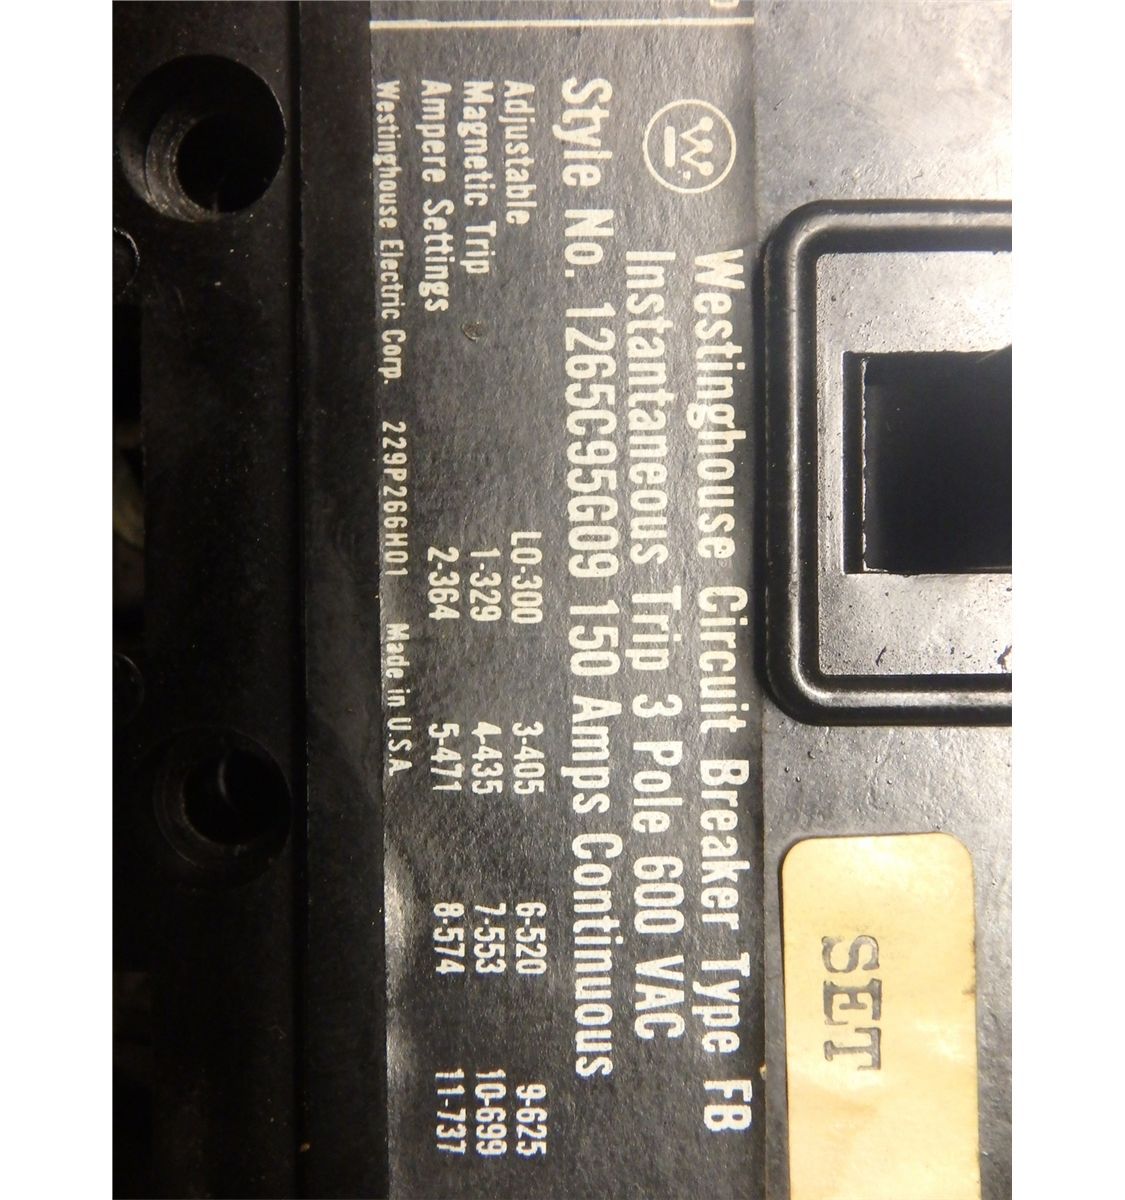 Westinghouse Circuit Breaker Type FB
Instantaneous Trip 3 Pole 600 VAC
Style No. 1265C95G09 150 Amps Continuous
Adjustable LO-300 3-405 6-520 9-625
Magnetic Trip 1-329 4-435 7-553 10-699
Ampere Settings 2-364 5-471 8-574 11-737
Westinghouse Electric Corp. 229P266H01 Made in U.S.A.
SET